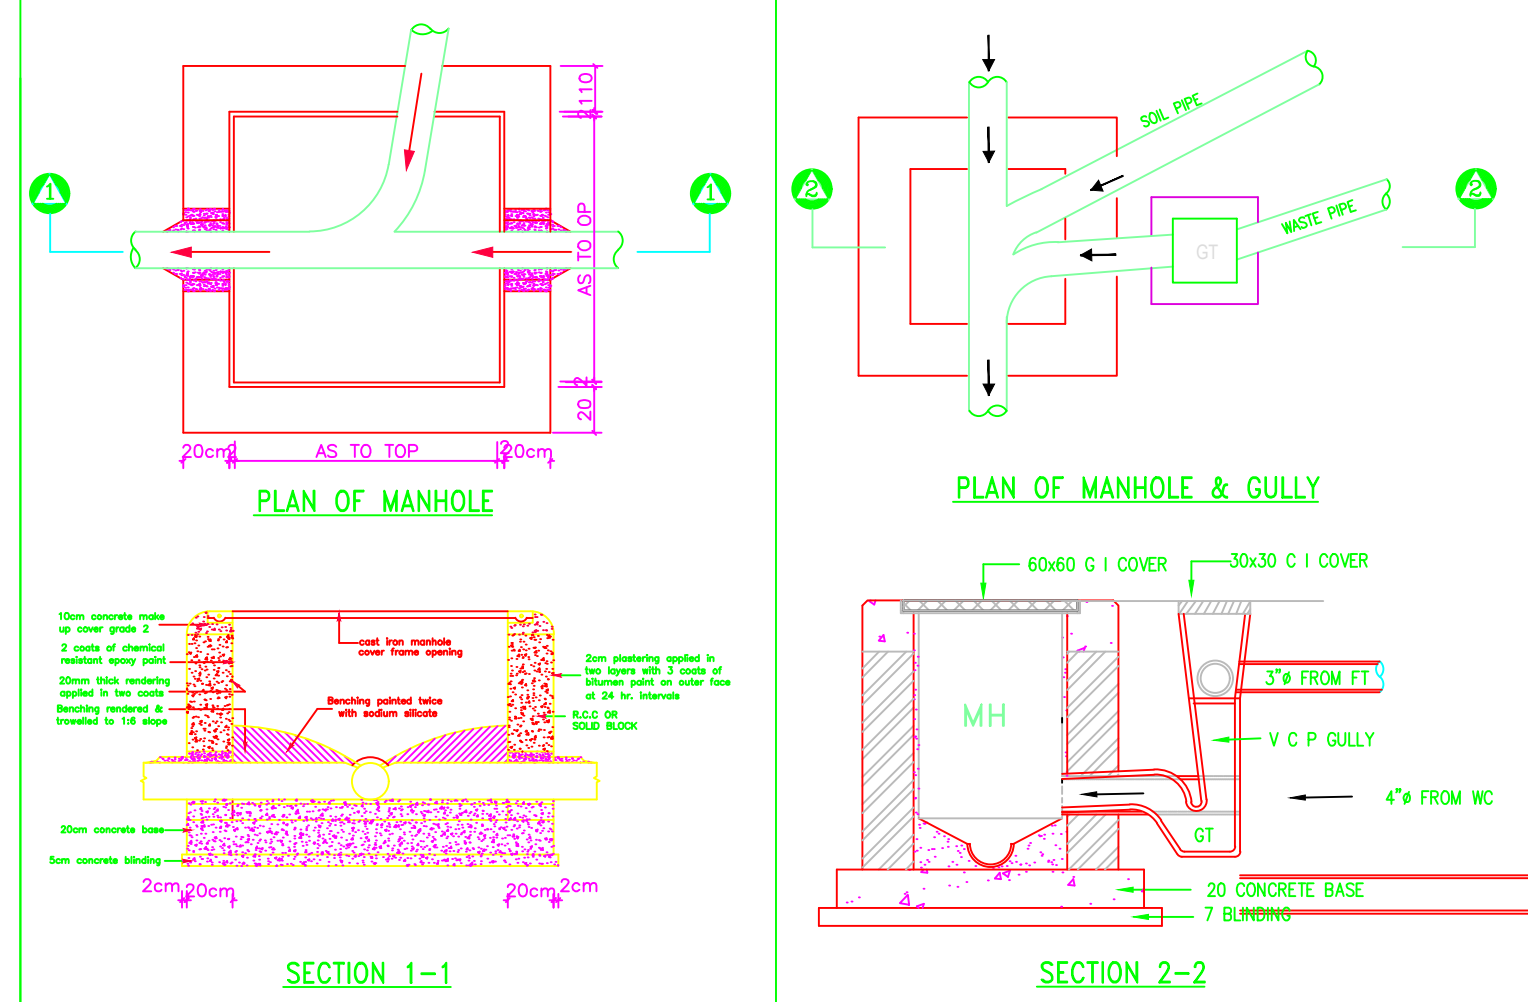 1
1
2 110
AS TO OP
2
20
20cm
2
AS TO TOP
2
20cm
PLAN OF MANHOLE
SOIL PIPE
2
2
WASTE PIPE
GT
PLAN OF MANHOLE & GULLY
10cm concrete make
up cover grade 2
2 coats of chemical
resistant epoxy paint
20mm thick rendering
applied in two coats
Benching rendered &
trowelled to 1:6 slope
cast iron manhole
cover frame opening
Benching painted twice
with sodium silicate
2cm plastering applied in
two layers with 3 coats of
bitumen paint on outer face
at 24 hr. intervals
R.C.C OR
SOLID BLOCK
20cm concrete base
5cm concrete blinding
2cm
20cm
20cm
2cm
SECTION 1-1
60x60 G I COVER
30x30 C I COVER
3"ø FROM FT
MH
V C P GULLY
4"ø FROM WC
GT
20 CONCRETE BASE
7 BLINDING
SECTION 2-2